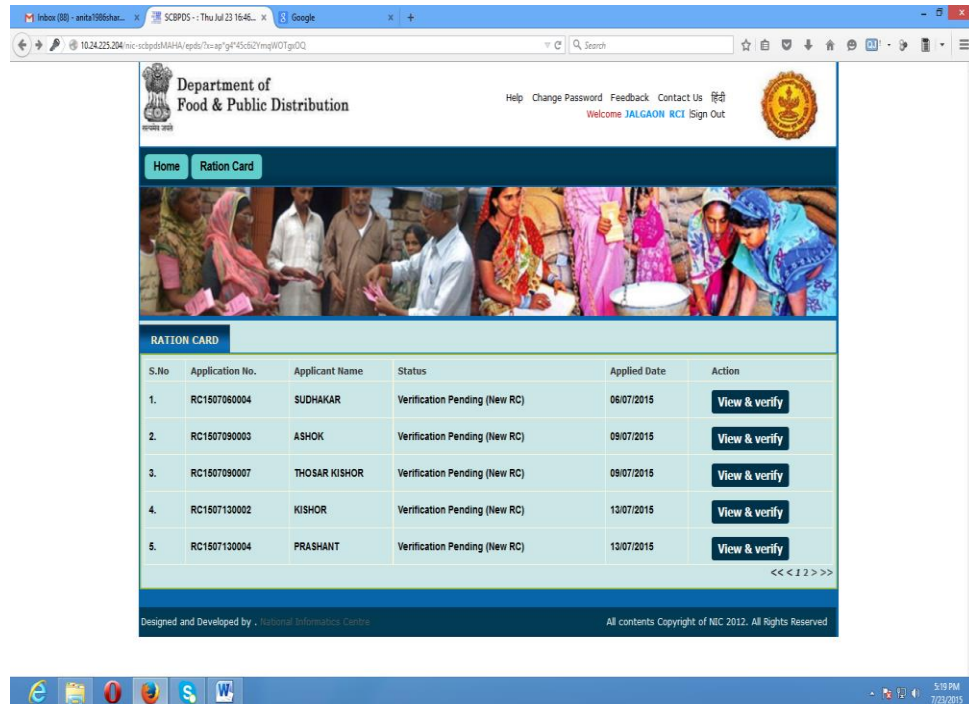 Inbox (88) - anita1986shar...
SCBPDS - : Thu Jul 23 16:46...
Google
10.24.225.204/nic-scbpdsMAHA/epds/?x=ap*g4*45c6i2YmqWOTgxOQ
Search
सत्यमेव जयते
Department of
Food & Public Distribution
Help Change Password Feedback Contact Us हिंदी
Welcome JALGAON RCI |Sign Out
Home Ration Card
RATION CARD
S.No Application No. Applicant Name Status Applied Date Action
1. RC1507060004 SUDHAKAR Verification Pending (New RC) 06/07/2015 View & verify
2. RC1507090003 ASHOK Verification Pending (New RC) 09/07/2015 View & verify
3. RC1507090007 THOSAR KISHOR Verification Pending (New RC) 09/07/2015 View & verify
4. RC1507130002 KISHOR Verification Pending (New RC) 13/07/2015 View & verify
5. RC1507130004 PRASHANT Verification Pending (New RC) 13/07/2015 View & verify
<< < 1 2 > >>
Designed and Developed by . National Informatics Centre
All contents Copyright of NIC 2012. All Rights Reserved
5:19 PM
7/23/2015